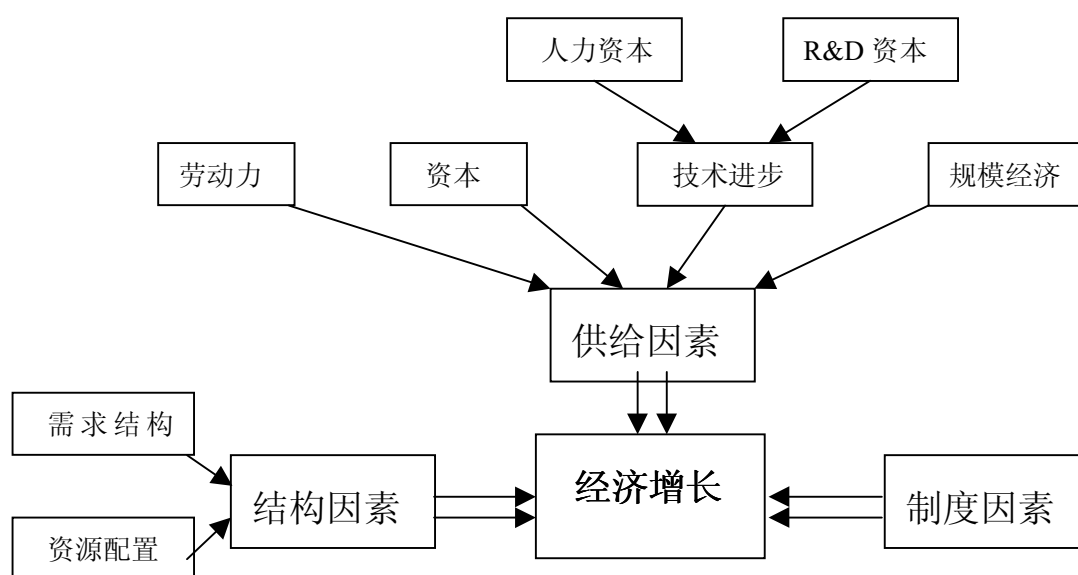 人力资本
R&D 资本
劳动力
资本
技术进步
规模经济
供给因素
需求结构
经济增长
结构因素
制度因素
资源配置